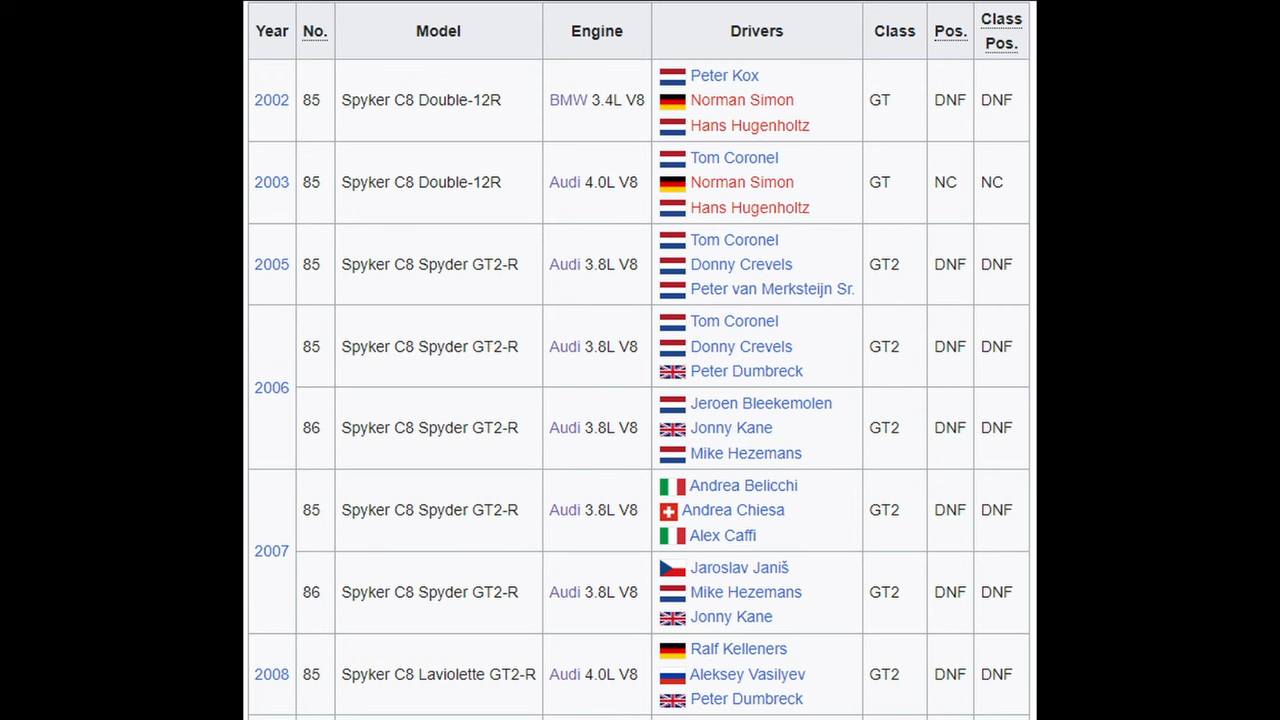 Year No. Model Engine Drivers Class Pos. Class Pos.
2002 85 Spyker C8 Double-12R BMW 3.4L V8 Peter Kox GT DNF DNF
Norman Simon
Hans Hugenholtz
2003 85 Spyker C8 Double-12R Audi 4.0L V8 Tom Coronel GT NC NC
Norman Simon
Hans Hugenholtz
2005 85 Spyker C8 Spyder GT2-R Audi 3.8L V8 Tom Coronel GT2 DNF DNF
Donny Crevels
Peter van Merksteijn Sr.
2006 85 Spyker C8 Spyder GT2-R Audi 3.8L V8 Tom Coronel GT2 DNF DNF
Donny Crevels
Peter Dumbreck
86 Spyker C8 Spyder GT2-R Audi 3.8L V8 Jeroen Bleekemolen GT2 DNF DNF
Jonny Kane
Mike Hezemans
2007 85 Spyker C8 Spyder GT2-R Audi 3.8L V8 Andrea Belicchi GT2 DNF DNF
Andrea Chiesa
Alex Caffi
86 Spyker C8 Spyder GT2-R Audi 3.8L V8 Jaroslav Janiš GT2 DNF DNF
Mike Hezemans
Jonny Kane
2008 85 Spyker C8 Laviolette GT2-R Audi 4.0L V8 Ralf Kelleners GT2 DNF DNF
Aleksey Vasilyev
Peter Dumbreck